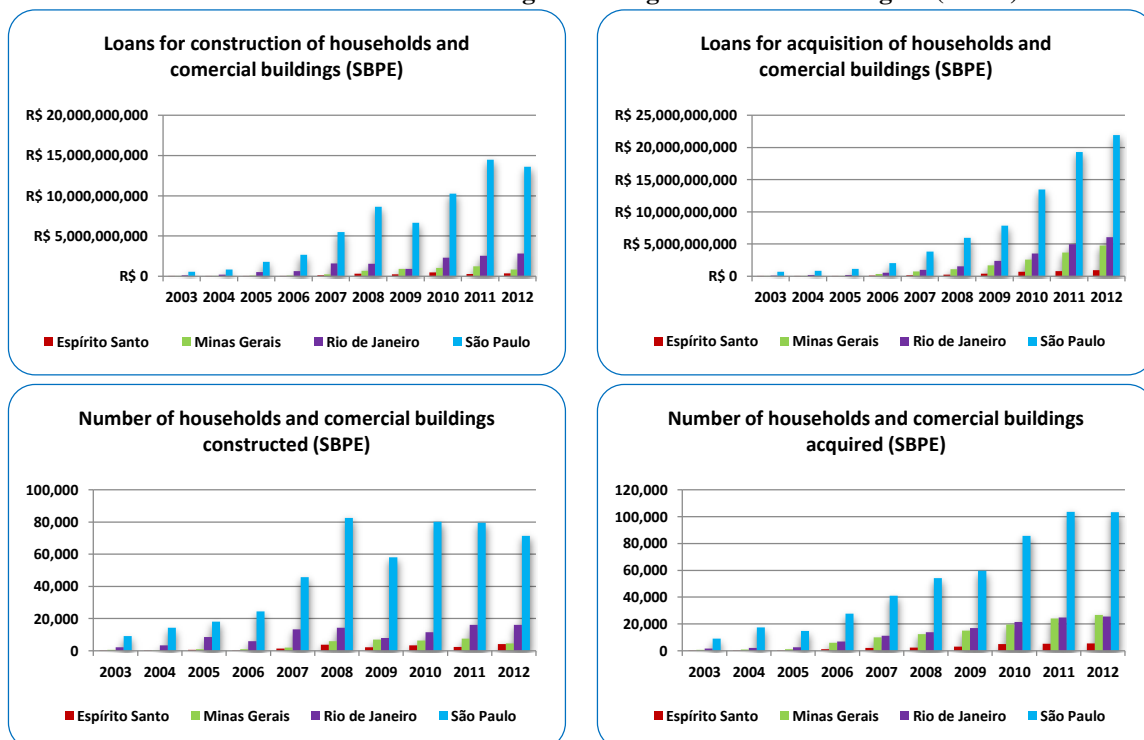 Loans for construction of households and
comercial buildings (SBPE)
R$ 20,000,000,000
R$ 15,000,000,000
R$ 10,000,000,000
R$ 5,000,000,000
R$ 0
2003 2004 2005 2006 2007 2008 2009 2010 2011 2012
Espírito Santo Minas Gerais Rio de Janeiro São Paulo
Loans for acquisition of households and
comercial buildings (SBPE)
R$ 25,000,000,000
R$ 20,000,000,000
R$ 15,000,000,000
R$ 10,000,000,000
R$ 5,000,000,000
R$ 0
2003 2004 2005 2006 2007 2008 2009 2010 2011 2012
Espírito Santo Minas Gerais Rio de Janeiro São Paulo
Number of households and comercial buildings
constructed (SBPE)
100,000
80,000
60,000
40,000
20,000
0
2003 2004 2005 2006 2007 2008 2009 2010 2011 2012
Espírito Santo Minas Gerais Rio de Janeiro São Paulo
Number of households and comercial buildings
acquired (SBPE)
120,000
100,000
80,000
60,000
40,000
20,000
0
2003 2004 2005 2006 2007 2008 2009 2010 2011 2012
Espírito Santo Minas Gerais Rio de Janeiro São Paulo